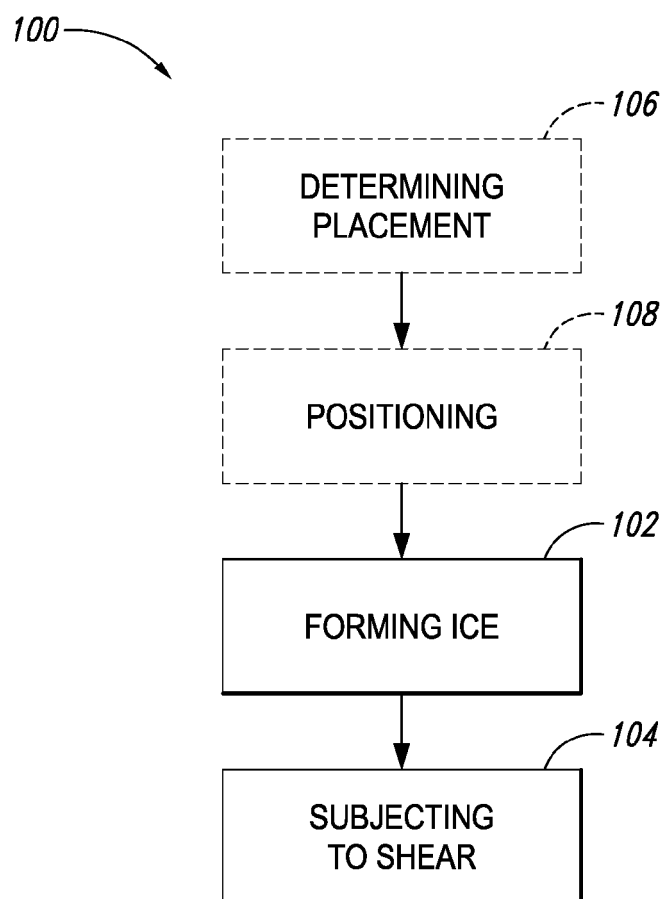 100
106
DETERMINING
PLACEMENT
108
POSITIONING
102
FORMING ICE
104
SUBJECTING
TO SHEAR